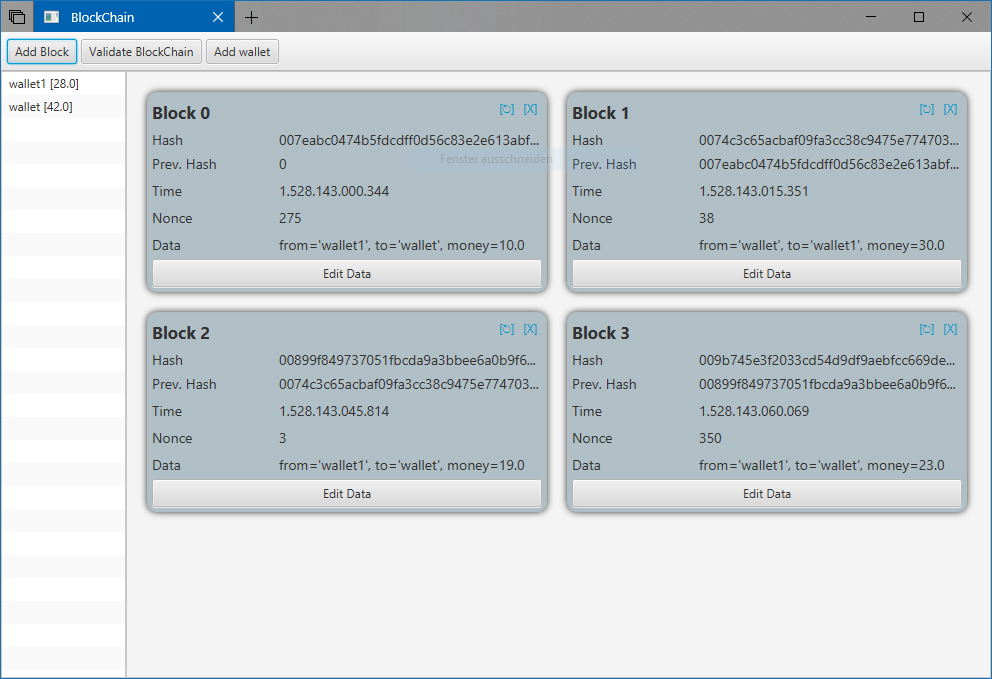 BlockChain
Add Block Validate BlockChain Add wallet
wallet1 [28.0]
wallet [42.0]
Block 0 [↻] [X]
Hash 007eabc0474b5fdcdff0d56c83e2e613abf...
Prev. Hash 0
Fenster ausschneiden
Time 1.528.143.000.344
Nonce 275
Data from='wallet1', to='wallet', money=10.0
Edit Data
Block 1 [↻] [X]
Hash 0074c3c65acbaf09fa3cc38c9475e774703...
Prev. Hash 007eabc0474b5fdcdff0d56c83e2e613abf...
Time 1.528.143.015.351
Nonce 38
Data from='wallet', to='wallet1', money=30.0
Edit Data
Block 2 [↻] [X]
Hash 00899f849737051fbcda9a3bbee6a0b9f6...
Prev. Hash 0074c3c65acbaf09fa3cc38c9475e774703...
Time 1.528.143.045.814
Nonce 3
Data from='wallet1', to='wallet', money=19.0
Edit Data
Block 3 [↻] [X]
Hash 009b745e3f2033cd54d9df9aebfcc669de...
Prev. Hash 00899f849737051fbcda9a3bbee6a0b9f6...
Time 1.528.143.060.069
Nonce 350
Data from='wallet1', to='wallet', money=23.0
Edit Data